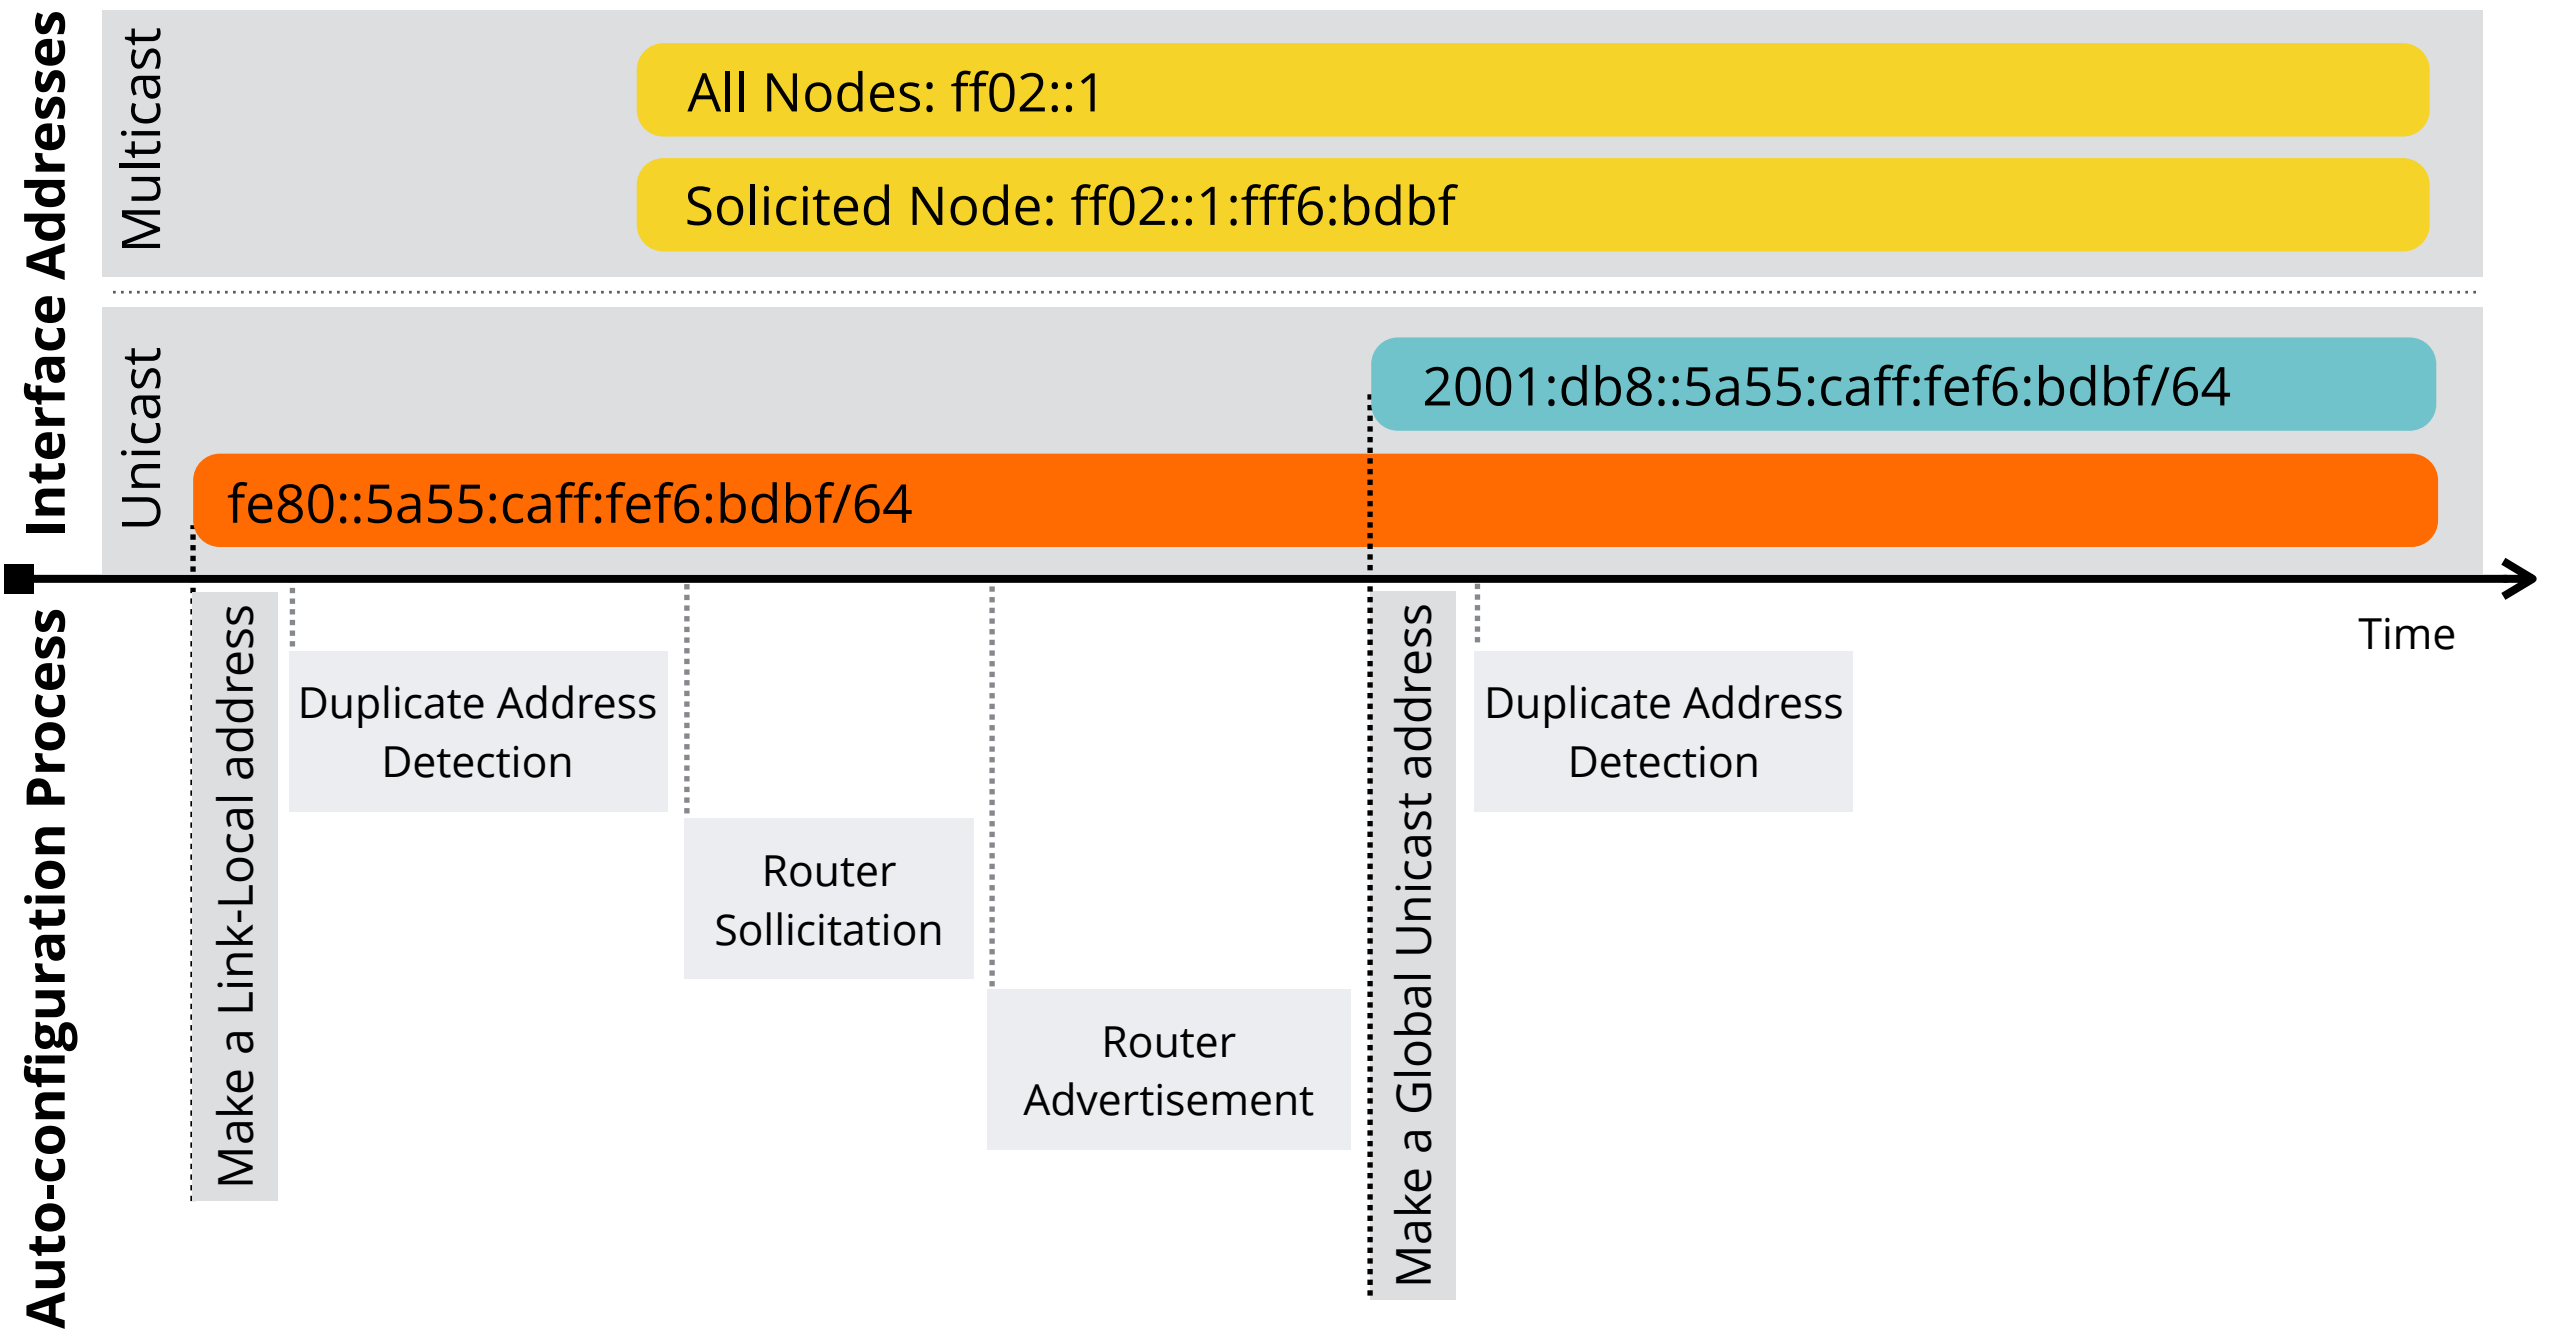 Interface Addresses
Multicast
All Nodes: ff02::1
Solicited Node: ff02::1:fff6:bdbf
Unicast
2001:db8::5a55:caff:fef6:bdbf/64
fe80::5a55:caff:fef6:bdbf/64
Time
Auto-configuration Process
Make a Link-Local address
Duplicate Address
Detection
Router
Sollicitation
Router
Advertisement
Make a Global Unicast address
Duplicate Address
Detection